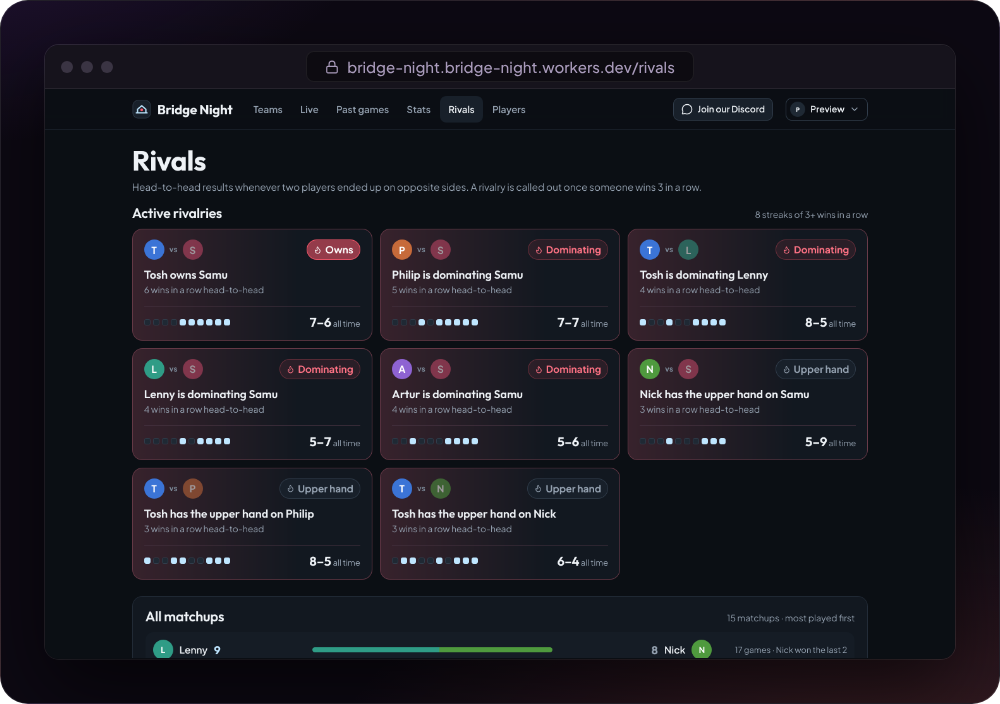 bridge-night.bridge-night.workers.dev/rivals
Bridge Night Teams Live Past games Stats Rivals Players Join our Discord P Preview
Rivals
Head-to-head results whenever two players ended up on opposite sides. A rivalry is called out once someone wins 3 in a row.
Active rivalries 8 streaks of 3+ wins in a row
T vs S Owns
Tosh owns Samu
6 wins in a row head-to-head
7–6 all time
P vs S Dominating
Philip is dominating Samu
5 wins in a row head-to-head
7–7 all time
T vs L Dominating
Tosh is dominating Lenny
4 wins in a row head-to-head
8–5 all time
L vs S Dominating
Lenny is dominating Samu
4 wins in a row head-to-head
5–7 all time
A vs S Dominating
Artur is dominating Samu
4 wins in a row head-to-head
5–6 all time
N vs S Upper hand
Nick has the upper hand on Samu
3 wins in a row head-to-head
5–9 all time
T vs P Upper hand
Tosh has the upper hand on Philip
3 wins in a row head-to-head
8–5 all time
T vs N Upper hand
Tosh has the upper hand on Nick
3 wins in a row head-to-head
6–4 all time
All matchups 15 matchups · most played first
L Lenny 9 8 Nick N 17 games · Nick won the last 2